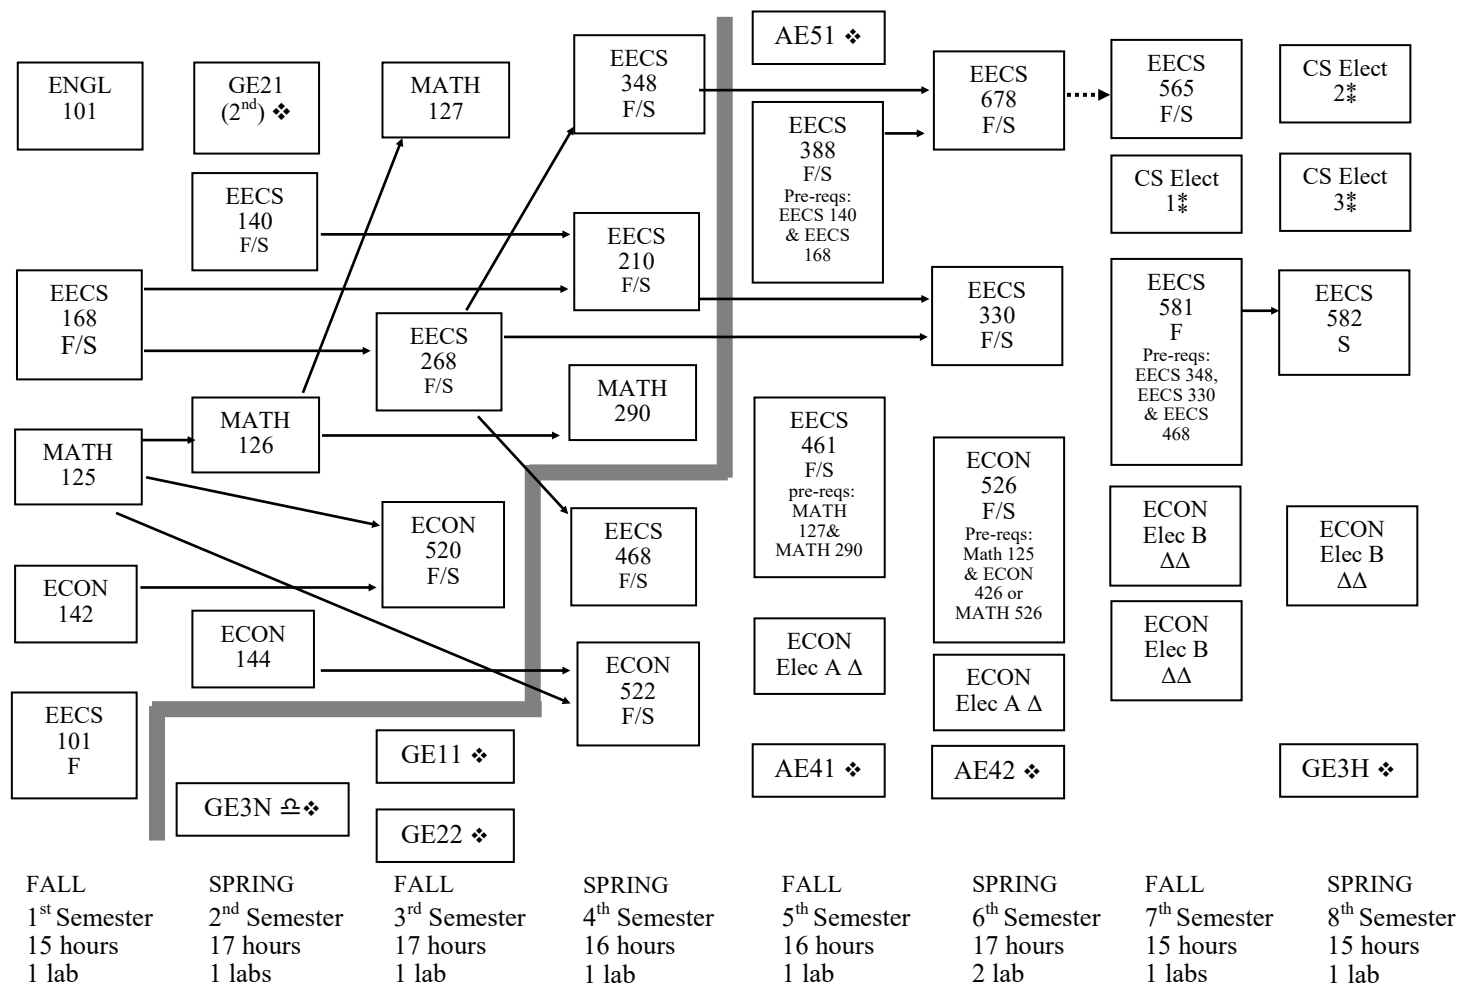 ENGL
101
EECS
168
F/S
MATH
125
ECON
142
EECS
101
F
GE21
(2nd) ❖
EECS
140
F/S
MATH
126
ECON
144
GE3N ♎❖
MATH
127
EECS
268
F/S
ECON
520
F/S
GE11 ❖
GE22 ❖
EECS
348
F/S
EECS
210
F/S
MATH
290
EECS
468
F/S
ECON
522
F/S
AE51 ❖
EECS
388
F/S
Pre-reqs:
EECS 140
& EECS
168
EECS
461
F/S
pre-reqs:
MATH
127&
MATH 290
ECON
Elec A Δ
AE41 ❖
EECS
678
F/S
EECS
330
F/S
ECON
526
F/S
Pre-reqs:
Math 125
& ECON
426 or
MATH 526
ECON
Elec A Δ
AE42 ❖
EECS
565
F/S
CS Elect
1⁑
EECS
581
F
Pre-reqs:
EECS 348,
EECS 330
& EECS
468
ECON
Elec B
ΔΔ
ECON
Elec B
ΔΔ
CS Elect
2⁑
CS Elect
3⁑
EECS
582
S
ECON
Elec B
ΔΔ
GE3H ❖
FALL
1st Semester
15 hours
1 lab
SPRING
2nd Semester
17 hours
1 labs
FALL
3rd Semester
17 hours
1 lab
SPRING
4th Semester
16 hours
1 lab
FALL
5th Semester
16 hours
1 lab
SPRING
6th Semester
17 hours
2 lab
FALL
7th Semester
15 hours
1 labs
SPRING
8th Semester
15 hours
1 lab